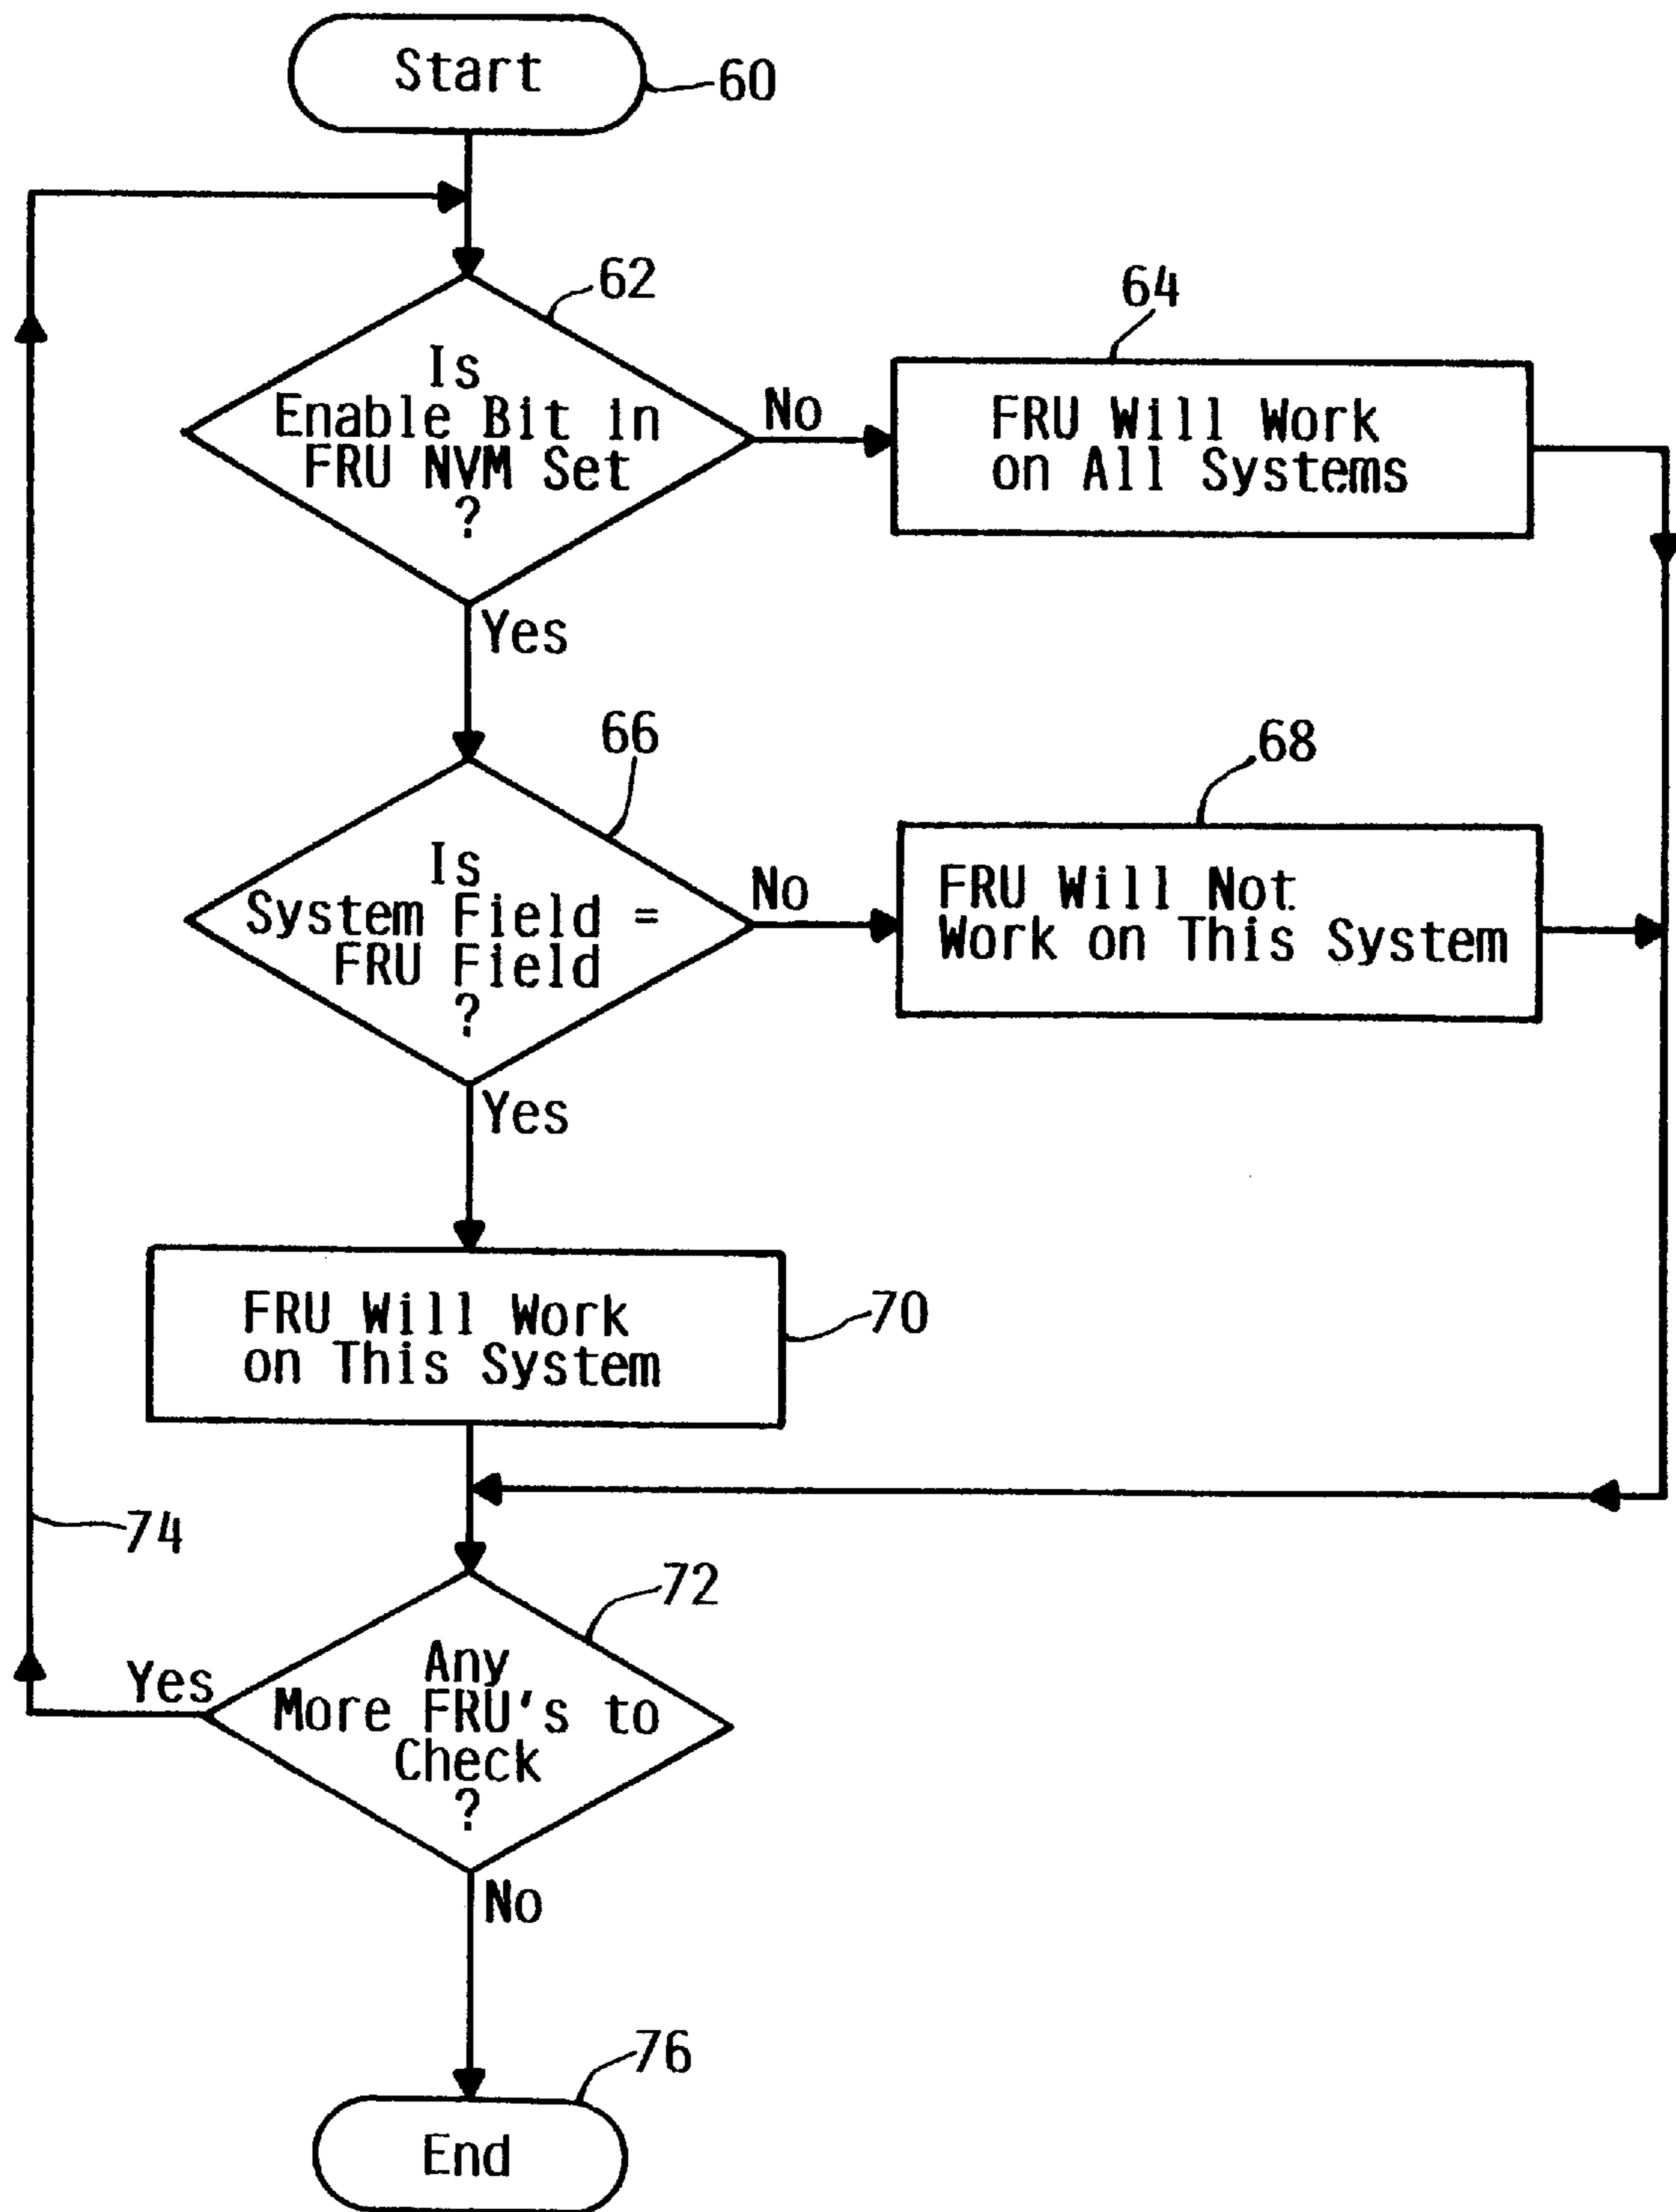 Start
60
62
Is
Enable Bit in
FRU NVM Set
?
No
64
FRU Will Work
on All Systems
Yes
66
Is
System Field =
FRU Field
?
No
68
FRU Will Not
Work on This System
Yes
FRU Will Work
on This System
70
74
72
Any
More FRU's to
Check
?
Yes
No
76
End